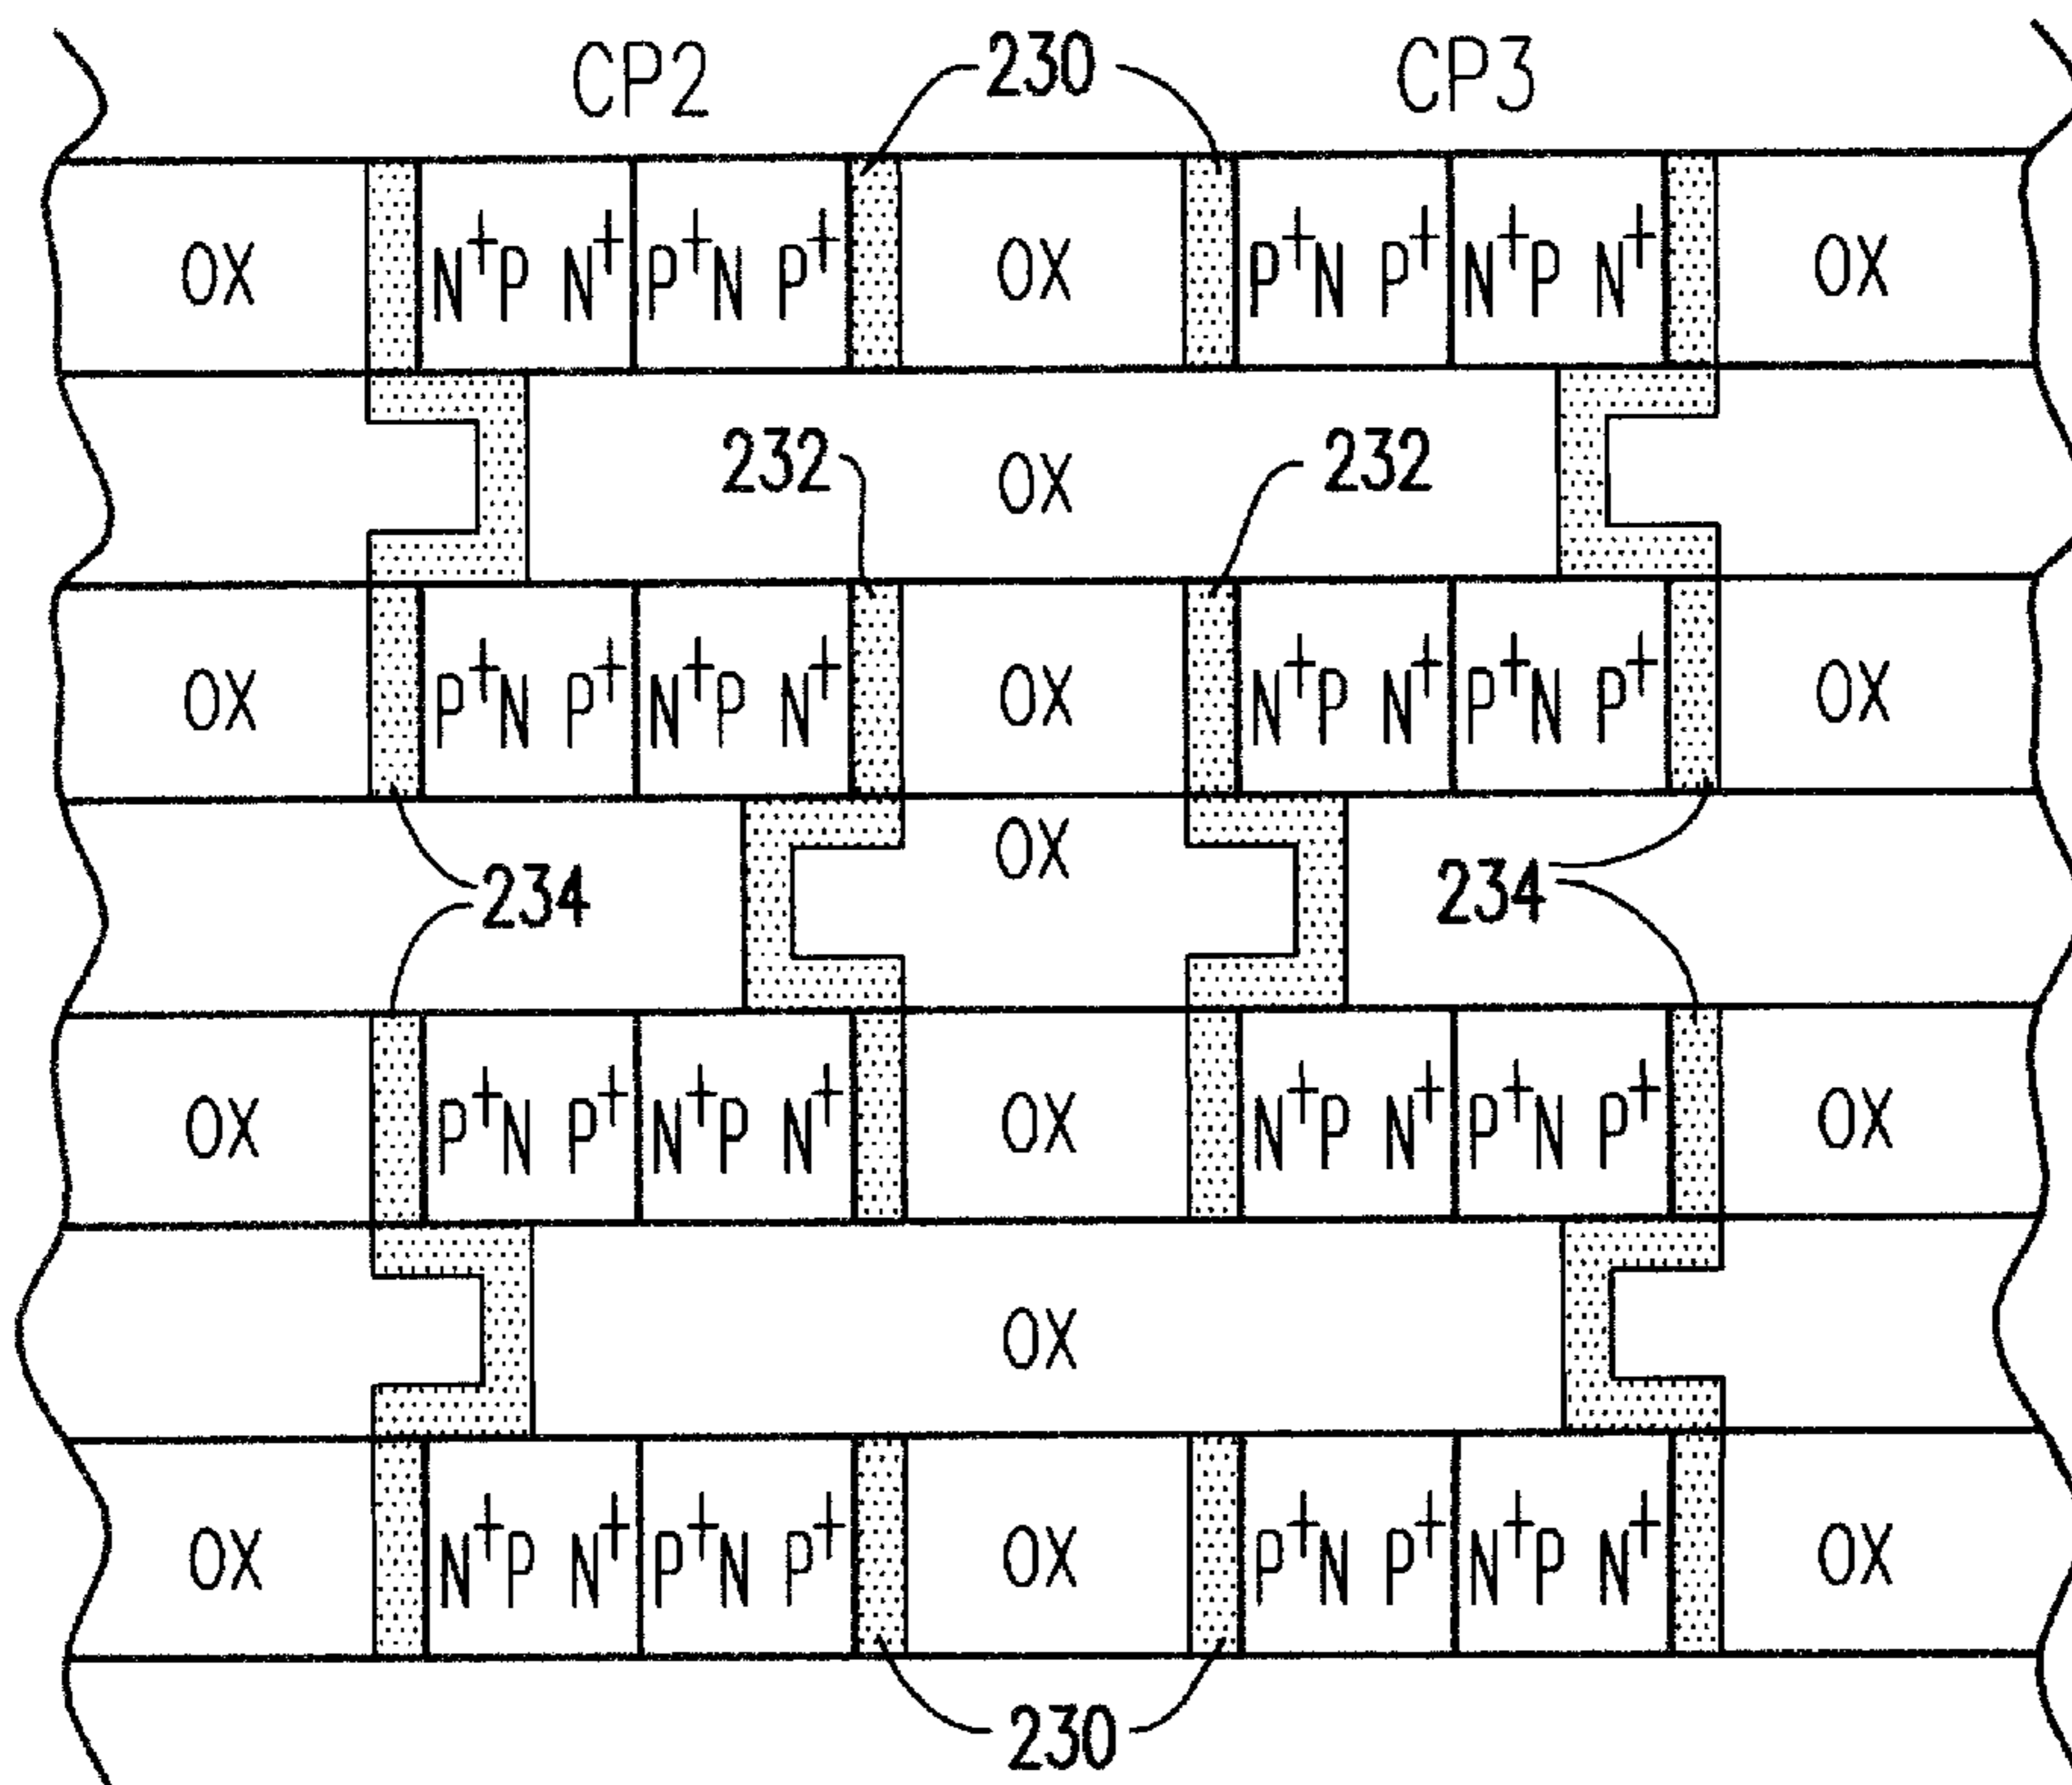 CP2 230 CP3
OX N⁺P N⁺ P⁺N P⁺ OX P⁺N P⁺ N⁺P N⁺ OX
232 OX 232
OX P⁺N P⁺ N⁺P N⁺ OX N⁺P N⁺ P⁺N P⁺ OX
OX
234 234
OX P⁺N P⁺ N⁺P N⁺ OX N⁺P N⁺ P⁺N P⁺ OX
OX
OX N⁺P N⁺ P⁺N P⁺ OX P⁺N P⁺ N⁺P N⁺ OX
230